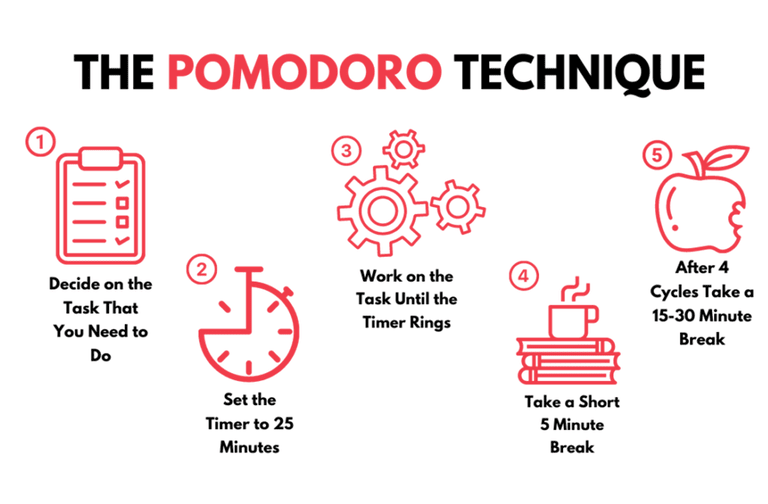 THE POMODORO TECHNIQUE
1
Decide on the
Task That
You Need to
Do
2
Set the
Timer to 25
Minutes
3
Work on the
Task Until the
Timer Rings
4
Take a Short
5 Minute
Break
5
After 4
Cycles Take a
15-30 Minute
Break